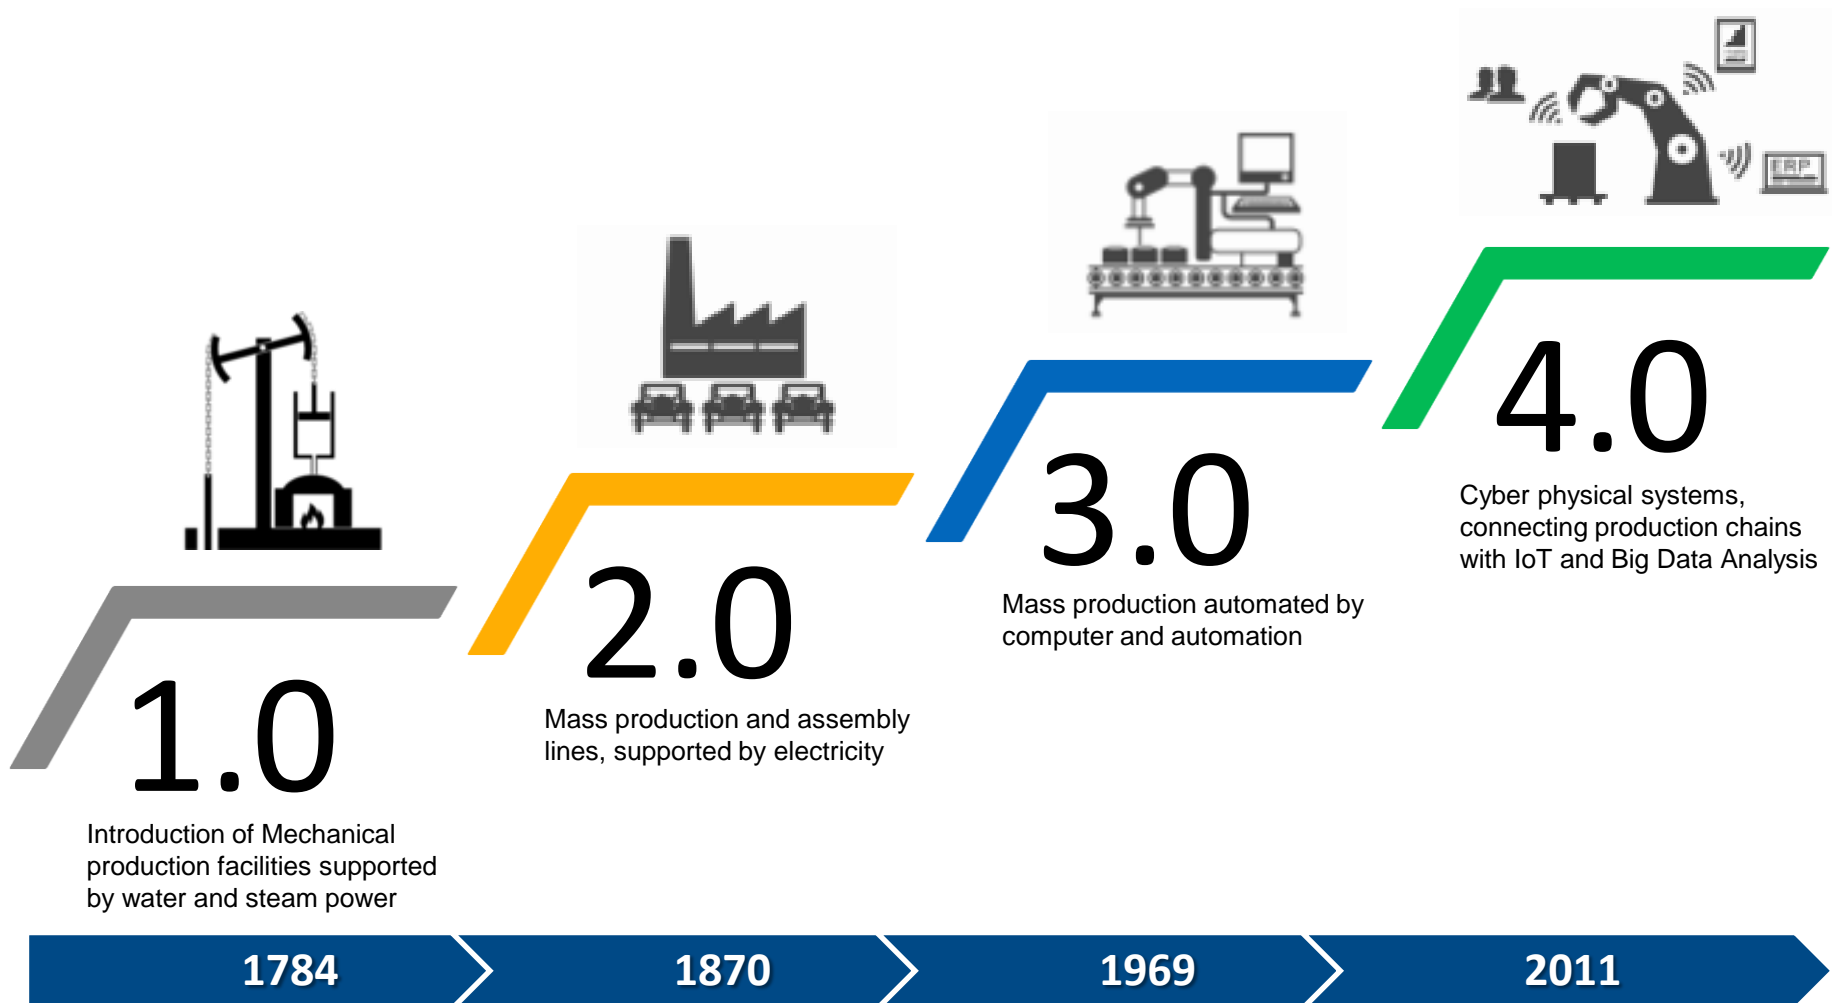 ERP
4.0
Cyber physical systems,
connecting production chains
with IoT and Big Data Analysis
3.0
Mass production automated by
computer and automation
2.0
Mass production and assembly
lines, supported by electricity
1.0
Introduction of Mechanical
production facilities supported
by water and steam power
1784
1870
1969
2011